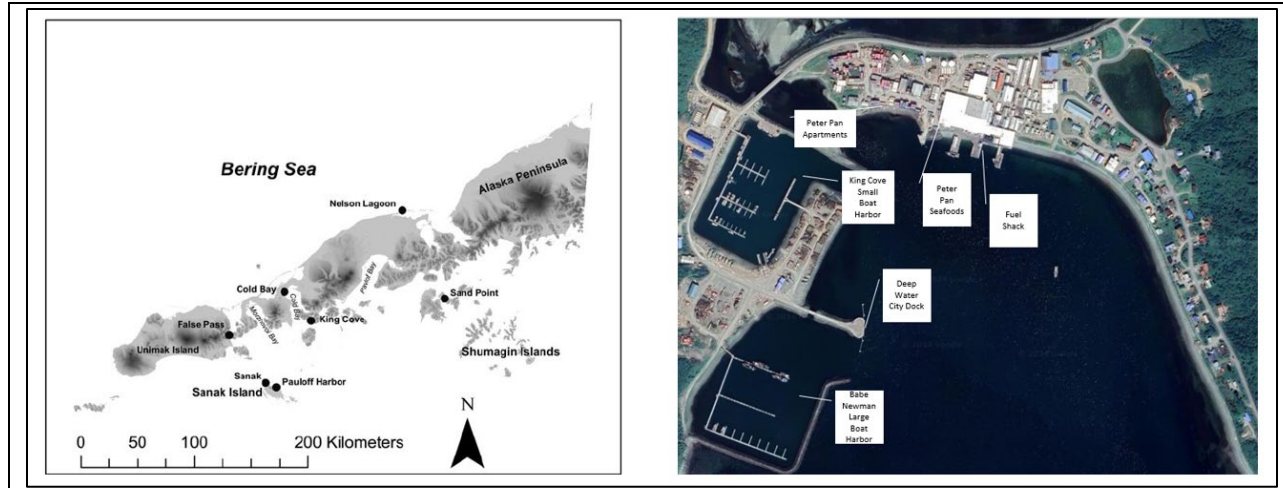 Bering Sea
Alaska Peninsula
Nelson Lagoon
Pavlof Bay
Cold Bay
Cold Bay
Sand Point
Morzhovoi Bay
False Pass
King Cove
Unimak Island
Shumagin Islands
Sanak
Pauloff Harbor
Sanak Island
N
0 50 100 200 Kilometers
Peter Pan
Apartments
King Cove
Small
Boat
Harbor
Peter
Pan
Seafoods
Fuel
Shack
Deep
Water
City Dock
Babe
Newman
Large
Boat
Harbor